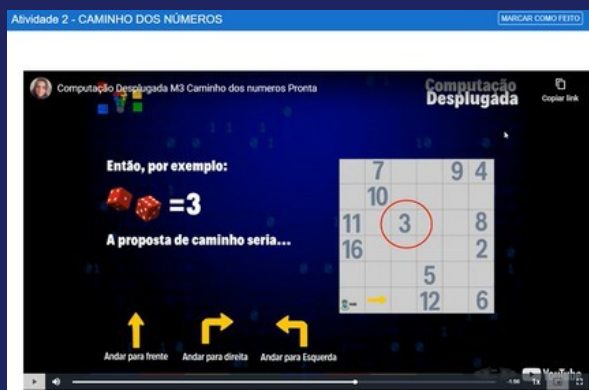 Atividade 2 - CAMINHO DOS NÚMEROS
MARCAR COMO FEITO
Computação Desplugada M3 Caminho dos numeros Pronta
Computação
Desplugada
Copiar link
Então, por exemplo:
=3
A proposta de caminho seria...
7 9 4
10
11 3 8
16 2
5
12 6
Andar para frente
Andar para direita
Andar para Esquerda
1x
YouTube